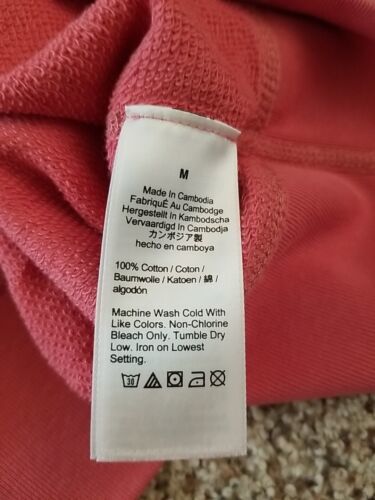 M
Made In Cambodia
FabriquÉ Au Cambodge
Hergestellt In Kambodscha
Vervaardigd In Cambodja
カンボジア製
hecho en camboya
100% Cotton / Coton /
Baumwolle / Katoen / 綿 /
algodón
Machine Wash Cold With
Like Colors. Non-Chlorine
Bleach Only. Tumble Dry
Low. Iron on Lowest
Setting.
30